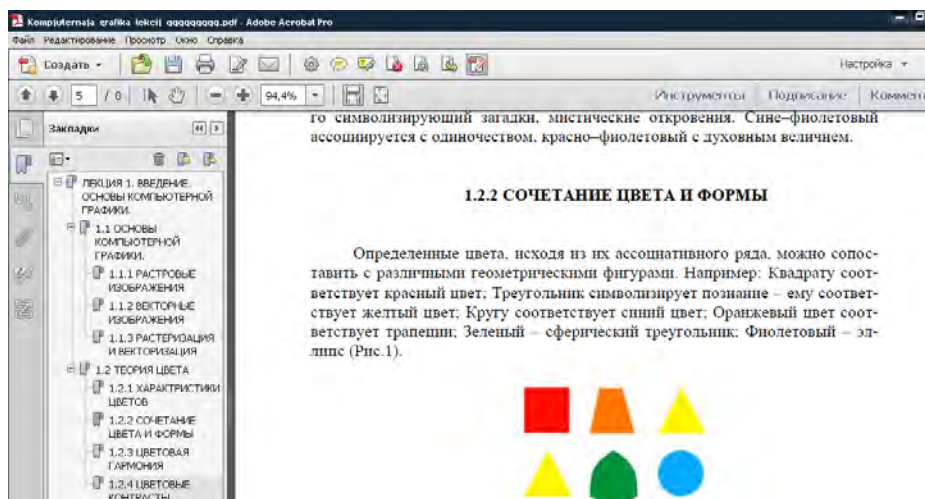 Kompjuternaja_grafika_lekcij_qqqqqqqqq.pdf - Adobe Acrobat Pro
Файл Редактирование Просмотр Окно Справка
Создать
Настройка
5 / 8 94,4% Инструменты Подписание Коммен
Закладки
ЛЕКЦИЯ 1. ВВЕДЕНИЕ.
ОСНОВЫ КОМПЬЮТЕРНОЙ
ГРАФИКИ.
1.1 ОСНОВЫ
КОМПЬЮТЕРНОЙ
ГРАФИКИ.
1.1.1 РАСТРОВЫЕ
ИЗОБРАЖЕНИЯ
1.1.2 ВЕКТОРНЫЕ
ИЗОБРАЖЕНИЯ
1.1.3 РАСТЕРИЗАЦИЯ
И ВЕКТОРИЗАЦИЯ
1.2 ТЕОРИЯ ЦВЕТА
1.2.1 ХАРАКТРИСТИКИ
ЦВЕТОВ
1.2.2 СОЧЕТАНИЕ
ЦВЕТА И ФОРМЫ
1.2.3 ЦВЕТОВАЯ
ГАРМОНИЯ
1.2.4 ЦВЕТОВЫЕ
КОНТРАСТЫ
го символизирующий загадки, мистические откровения. Сине–фиолетовый
ассоциируется с одиночеством, красно–фиолетовый с духовным величием.
1.2.2 СОЧЕТАНИЕ ЦВЕТА И ФОРМЫ
Определенные цвета, исходя из их ассоциативного ряда, можно сопос-
тавить с различными геометрическими фигурами. Например: Квадрату соот-
ветствует красный цвет; Треугольник символизирует познание – ему соответ-
ствует желтый цвет; Кругу соответствует синий цвет; Оранжевый цвет соот-
ветствует трапеции; Зеленый – сферический треугольник; Фиолетовый – эл-
липс (Рис.1).